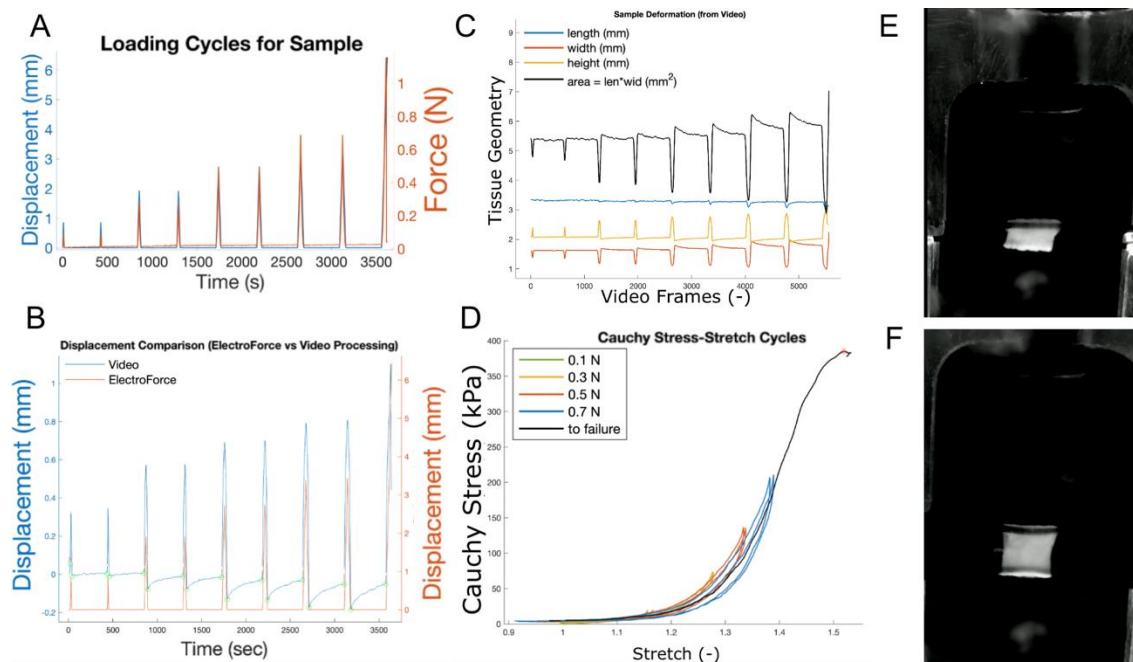 A
Loading Cycles for Sample
Displacement (mm)
6
5
4
3
2
1
0
Force (N)
1
0.8
0.6
0.4
0.2
0
0 500 1000 1500 2000 2500 3000 3500
Time (s)
B
Displacement Comparison (ElectroForce vs Video Processing)
Video
ElectroForce
Displacement (mm)
1
0.8
0.6
0.4
0.2
0
-0.2
Displacement (mm)
6
5
4
3
2
1
0
0 500 1000 1500 2000 2500 3000 3500
Time (sec)
C
Sample Deformation (from Video)
length (mm)
width (mm)
height (mm)
area = len*wid (mm²)
Tissue Geometry
9
8
7
6
5
4
3
2
1
0 1000 2000 3000 4000 5000
Video Frames (-)
D
Cauchy Stress-Stretch Cycles
0.1 N
0.3 N
0.5 N
0.7 N
to failure
Cauchy Stress (kPa)
400
350
300
250
200
150
100
50
0
0.9 1 1.1 1.2 1.3 1.4 1.5
Stretch (-)
E
F